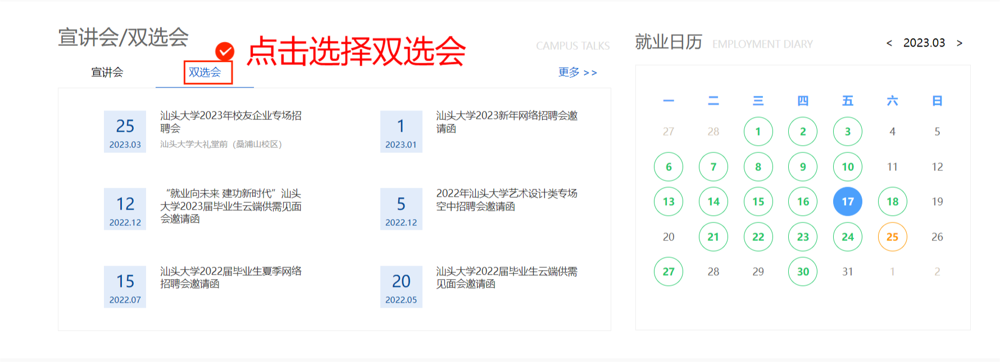 宣讲会/双选会
点击选择双选会
CAMPUS TALKS
宣讲会
双选会
更多 >>
25
2023.03
汕头大学2023年校友企业专场招
聘会
汕头大学大礼堂前（桑浦山校区）
1
2023.01
汕头大学2023新年网络招聘会邀
请函
12
2022.12
“就业向未来 建功新时代”汕头
大学2023届毕业生云端供需见面
会邀请函
5
2022.12
2022年汕头大学艺术设计类专场
空中招聘会邀请函
15
2022.07
汕头大学2022届毕业生夏季网络
招聘会邀请函
20
2022.05
汕头大学2022届毕业生云端供需
见面会邀请函
就业日历 EMPLOYMENT DIARY
< 2023.03 >
一 二 三 四 五 六 日
27 28 1 2 3 4 5
6 7 8 9 10 11 12
13 14 15 16 17 18 19
20 21 22 23 24 25 26
27 28 29 30 31 1 2